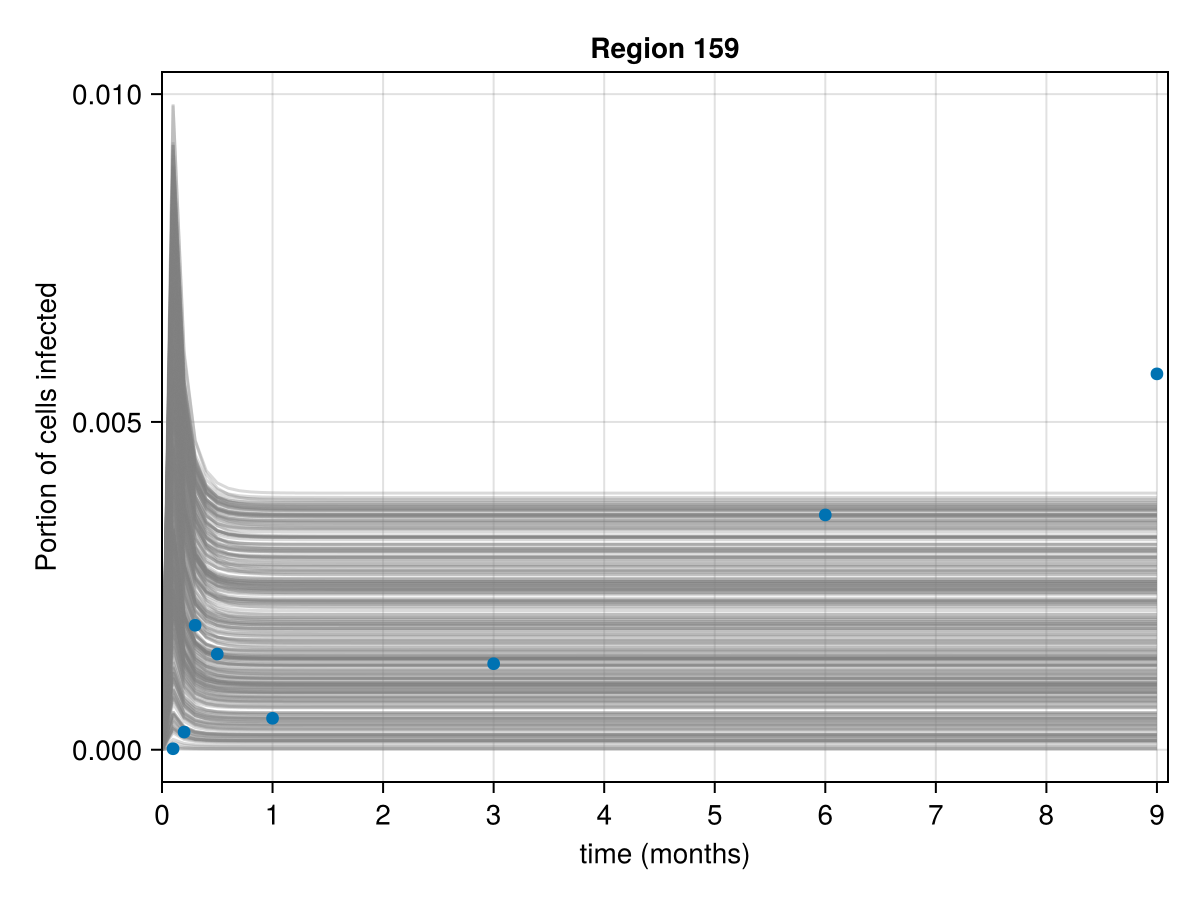 Region 159
0.010
0.005
0.000
Portion of cells infected
0 1 2 3 4 5 6 7 8 9
time (months)